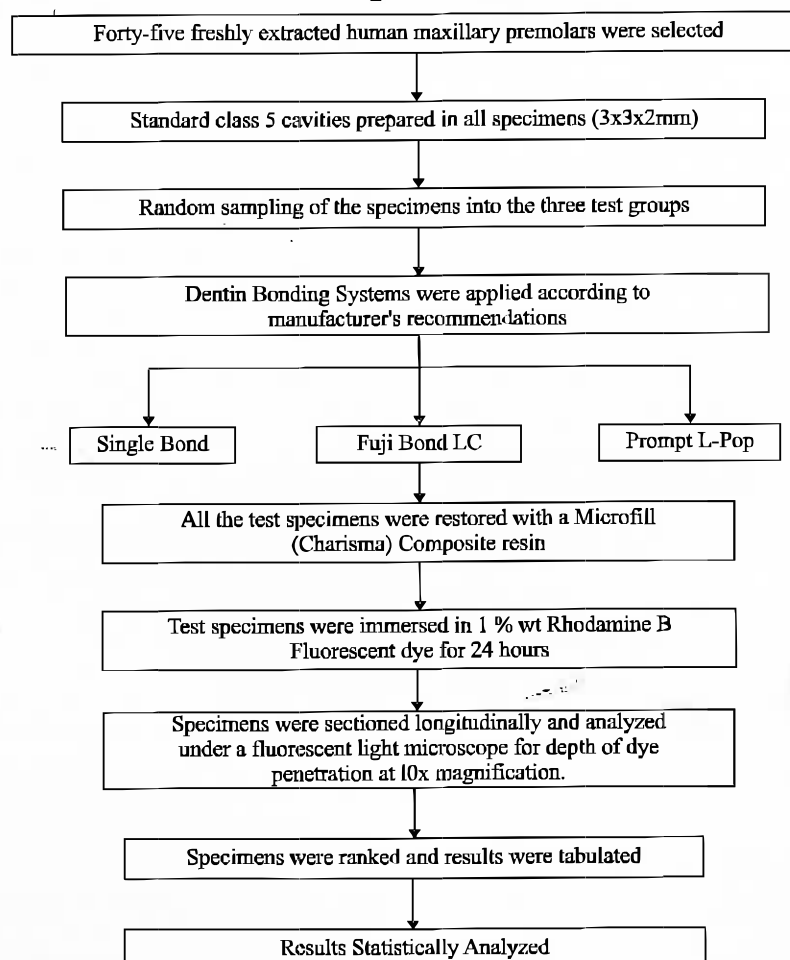 Forty-five freshly extracted human maxillary premolars were selected
Standard class 5 cavities prepared in all specimens (3x3x2mm)
Random sampling of the specimens into the three test groups
Dentin Bonding Systems were applied according to
manufacturer's recommendations
Single Bond
Fuji Bond LC
Prompt L-Pop
All the test specimens were restored with a Microfill
(Charisma) Composite resin
Test specimens were immersed in 1 % wt Rhodamine B
Fluorescent dye for 24 hours
Specimens were sectioned longitudinally and analyzed
under a fluorescent light microscope for depth of dye
penetration at 10x magnification.
Specimens were ranked and results were tabulated
Results Statistically Analyzed